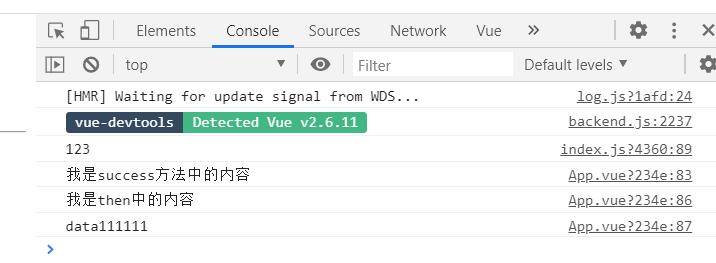 Elements Console Sources Network Vue »
top Filter Default levels
[HMR] Waiting for update signal from WDS... log.js?1afd:24
vue-devtools Detected Vue v2.6.11 backend.js:2237
123 index.js?4360:89
我是success方法中的内容 App.vue?234e:83
我是then中的内容 App.vue?234e:86
data111111 App.vue?234e:87